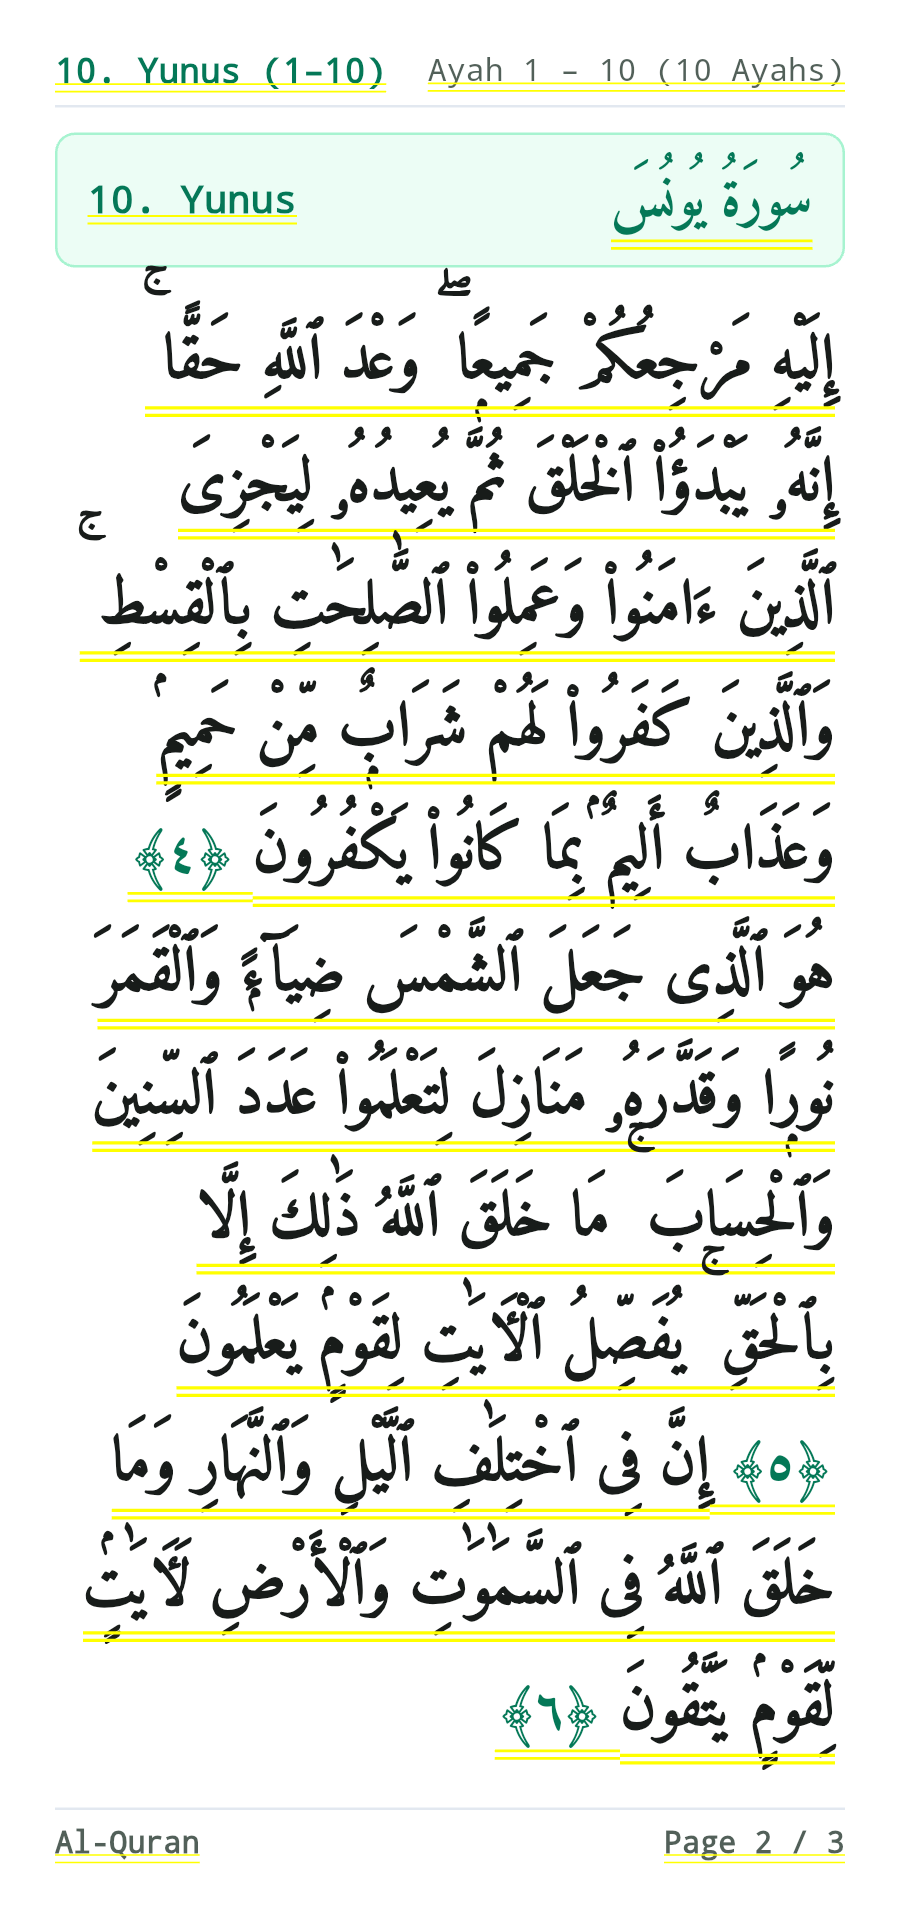 10. Yunus (1–10) Ayah 1 – 10 (10 Ayahs)
10. Yunus سُورَةُ يُونُسَ
إِلَيْهِ مَرْجِعُكُمْ جَمِيعًۭا ۖ وَعْدَ ٱللَّهِ حَقًّا ۚ
إِنَّهُۥ يَبْدَؤُا۟ ٱلْخَلْقَ ثُمَّ يُعِيدُهُۥ لِيَجْزِىَ
ٱلَّذِينَ ءَامَنُوا۟ وَعَمِلُوا۟ ٱلصَّـٰلِحَـٰتِ بِٱلْقِسْطِ ۚ
وَٱلَّذِينَ كَفَرُوا۟ لَهُمْ شَرَابٌۭ مِّنْ حَمِيمٍۢ
وَعَذَابٌ أَلِيمٌۢ بِمَا كَانُوا۟ يَكْفُرُونَ ﴿٤﴾
هُوَ ٱلَّذِى جَعَلَ ٱلشَّمْسَ ضِيَآءًۭ وَٱلْقَمَرَ
نُورًۭا وَقَدَّرَهُۥ مَنَازِلَ لِتَعْلَمُوا۟ عَدَدَ ٱلسِّنِينَ
وَٱلْحِسَابَ ۚ مَا خَلَقَ ٱللَّهُ ذَٰلِكَ إِلَّا
بِٱلْحَقِّ ۚ يُفَصِّلُ ٱلْـَٔايَـٰتِ لِقَوْمٍۢ يَعْلَمُونَ
﴿٥﴾ إِنَّ فِى ٱخْتِلَـٰفِ ٱلَّيْلِ وَٱلنَّهَارِ وَمَا
خَلَقَ ٱللَّهُ فِى ٱلسَّمَـٰوَٰتِ وَٱلْأَرْضِ لَـَٔايَـٰتٍۢ
لِّقَوْمٍۢ يَتَّقُونَ ﴿٦﴾
Al-Quran Page 2 / 3